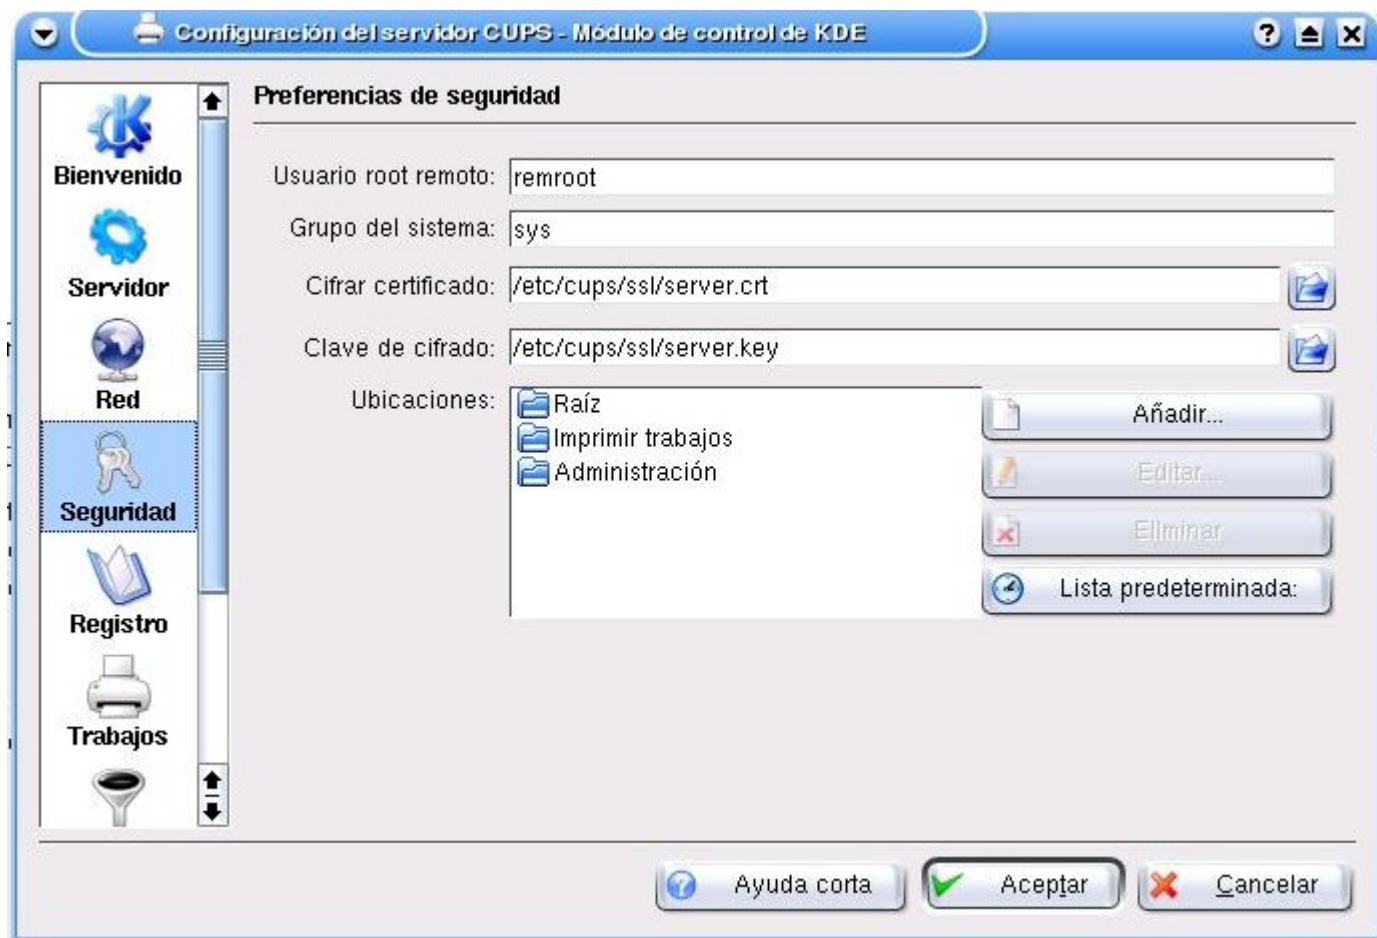 Configuración del servidor CUPS - Módulo de control de KDE
Bienvenido
Servidor
Red
Seguridad
Registro
Trabajos
Preferencias de seguridad
Usuario root remoto: remroot
Grupo del sistema: sys
Cifrar certificado: /etc/cups/ssl/server.crt
Clave de cifrado: /etc/cups/ssl/server.key
Ubicaciones:
Raíz
Imprimir trabajos
Administración
Añadir...
Editar...
Eliminar
Lista predeterminada:
Ayuda corta
Aceptar
Cancelar